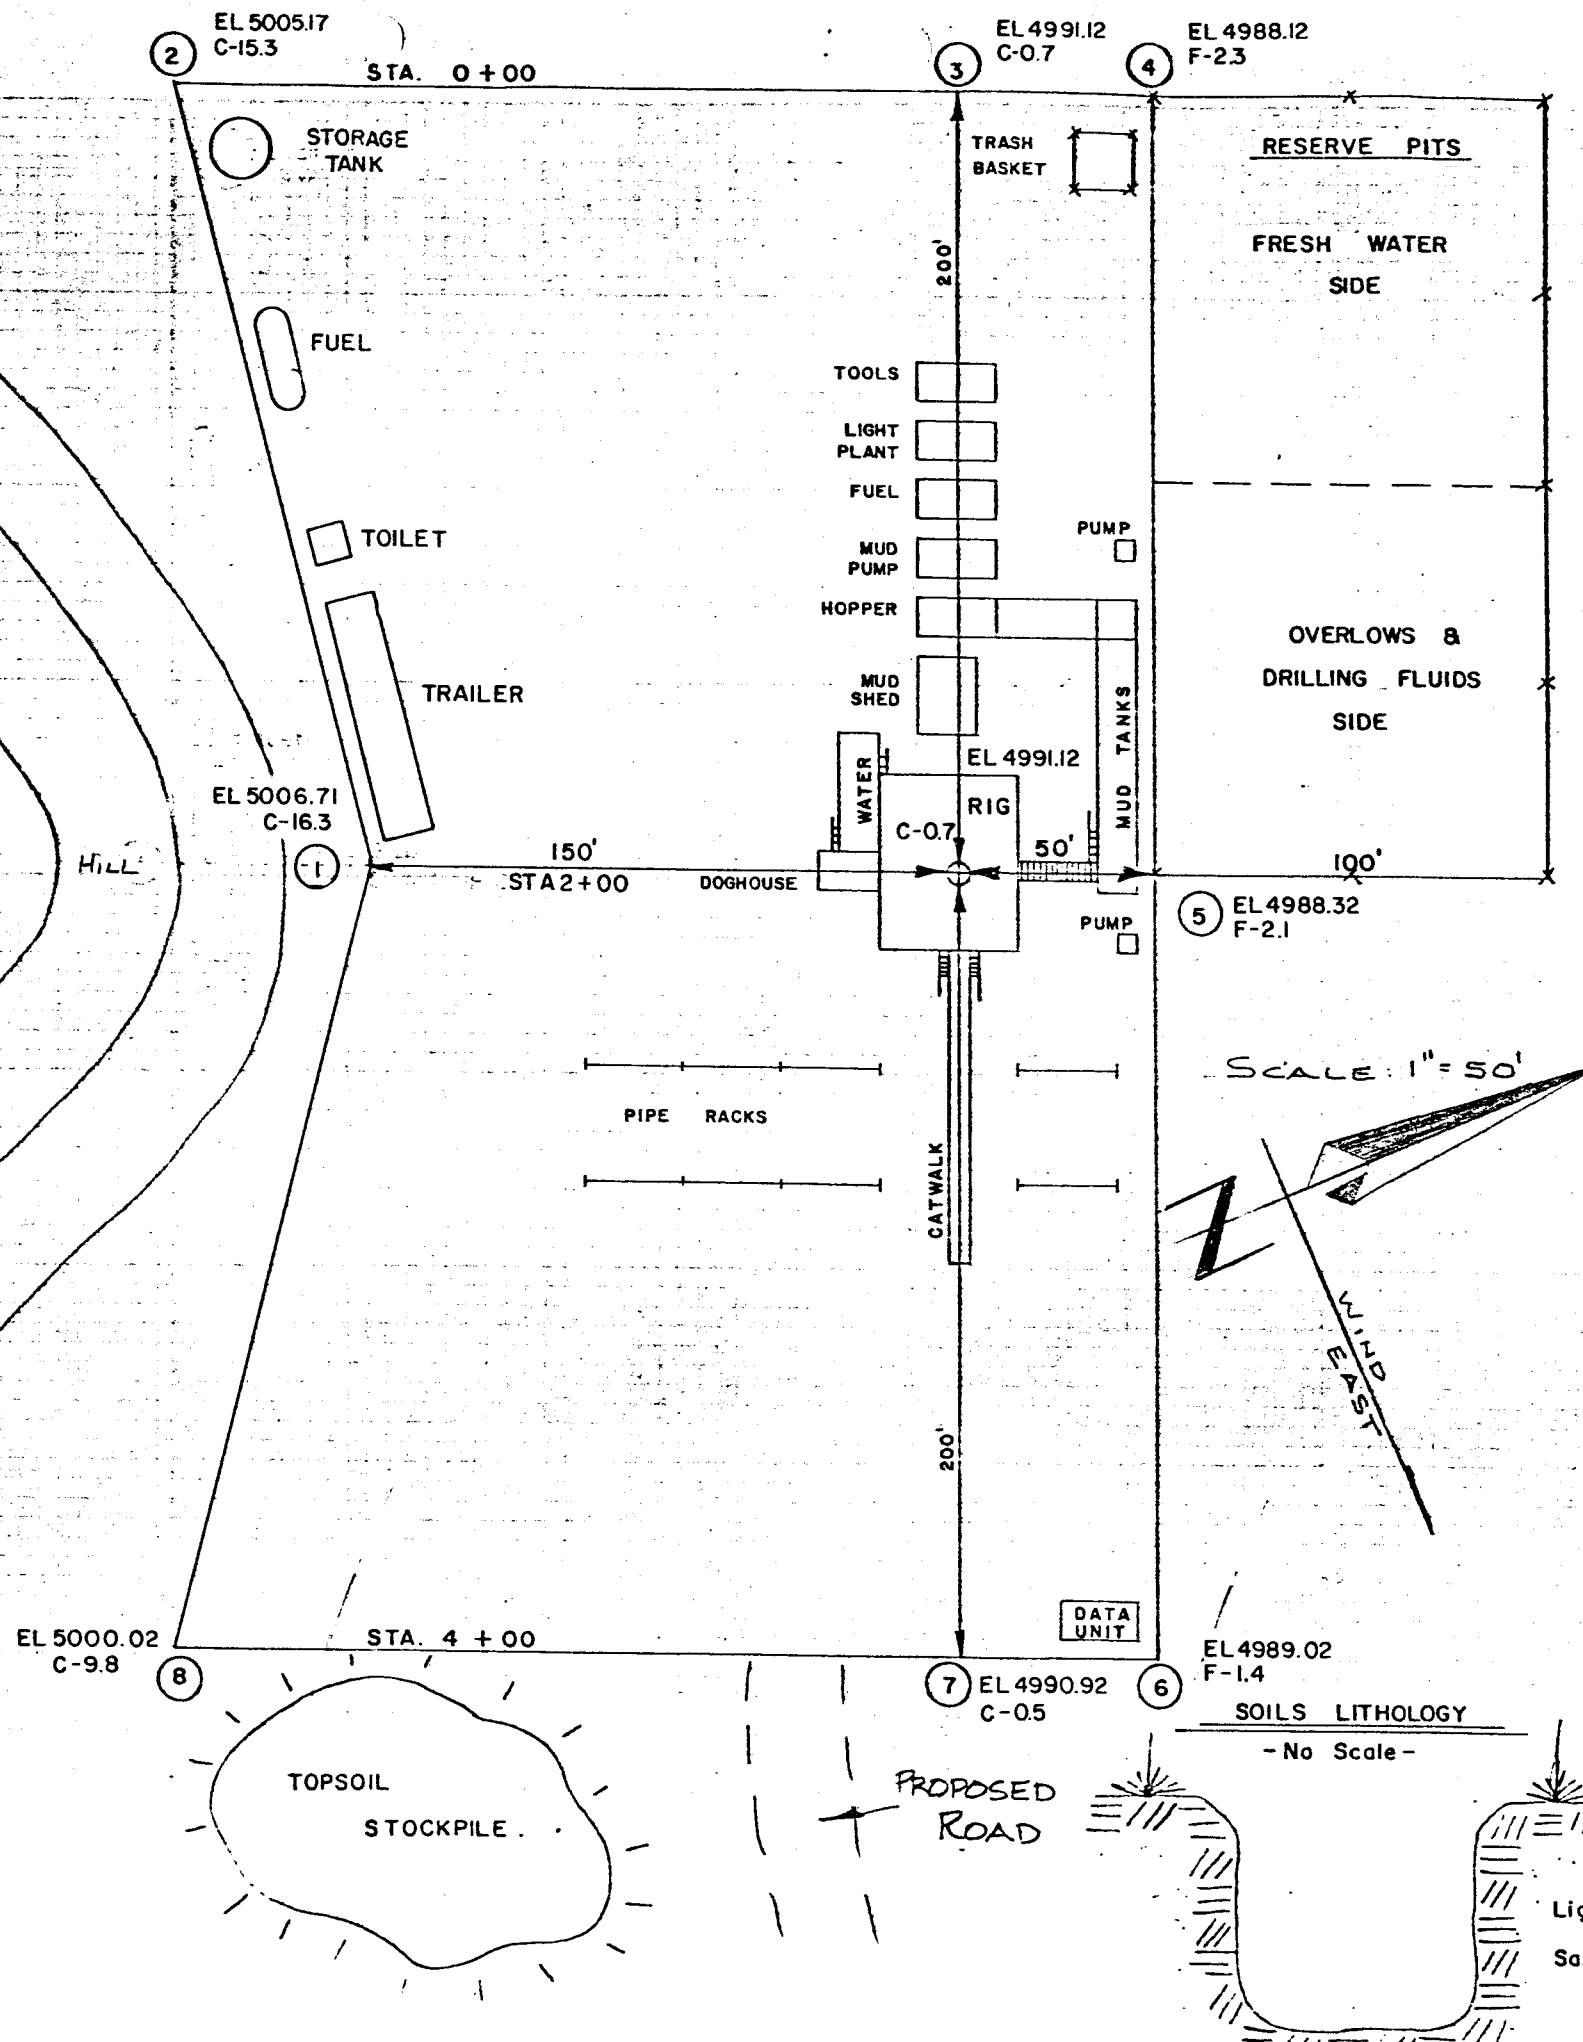 EL 5005.17
C-15.3
2
STA. 0+00
EL 4991.12
C-0.7
3
EL 4988.12
F-2.3
4
STORAGE
TANK
TRASH
BASKET
RESERVE PITS
FRESH WATER
SIDE
200'
FUEL
TOOLS
LIGHT
PLANT
FUEL
PUMP
TOILET
MUD
PUMP
HOPPER
OVERLOWS &
DRILLING FLUIDS
SIDE
TRAILER
MUD
SHED
MUD TANKS
EL 4991.12
WATER
RIG
EL 5006.71
C-16.3
C-0.7
HILL
1
150'
STA 2+00
DOGHOUSE
50'
100'
5
EL 4988.32
F-2.1
PUMP
SCALE: 1"=50'
PIPE RACKS
CATWALK
N
WIND
EAST
200'
DATA
UNIT
EL 5000.02
C-9.8
8
STA. 4+00
7
EL 4990.92
C-0.5
6
EL 4989.02
F-1.4
SOILS LITHOLOGY
-No Scale-
TOPSOIL
STOCKPILE.
PROPOSED
ROAD